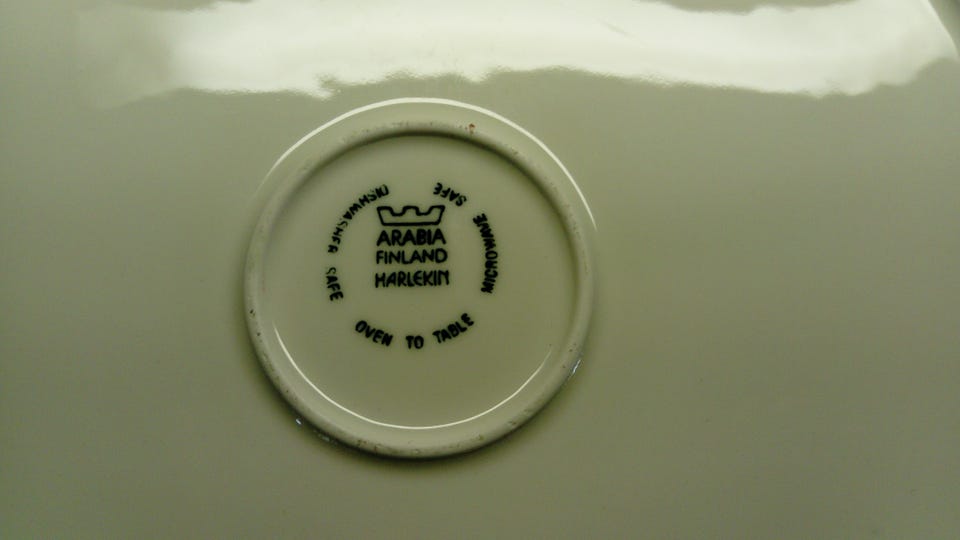 ARABIA
FINLAND
HARLEKIN
DISHWASHER SAFE
OVEN TO TABLE
MICROWAVE SAFE